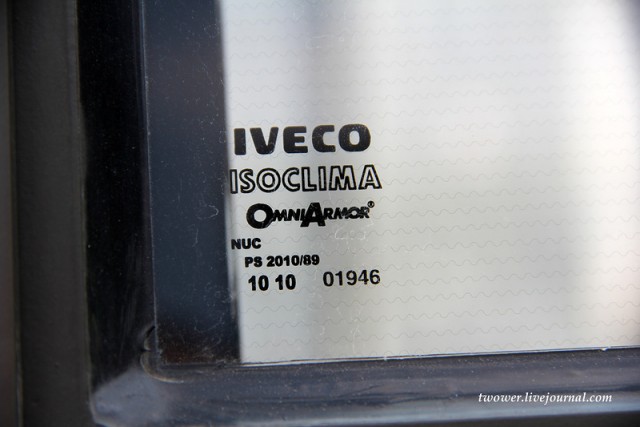 IVECO
ISOCLIMA
OMNIARMOR®
NUC
PS 2010/89
10 10 01946
twower.livejournal.com